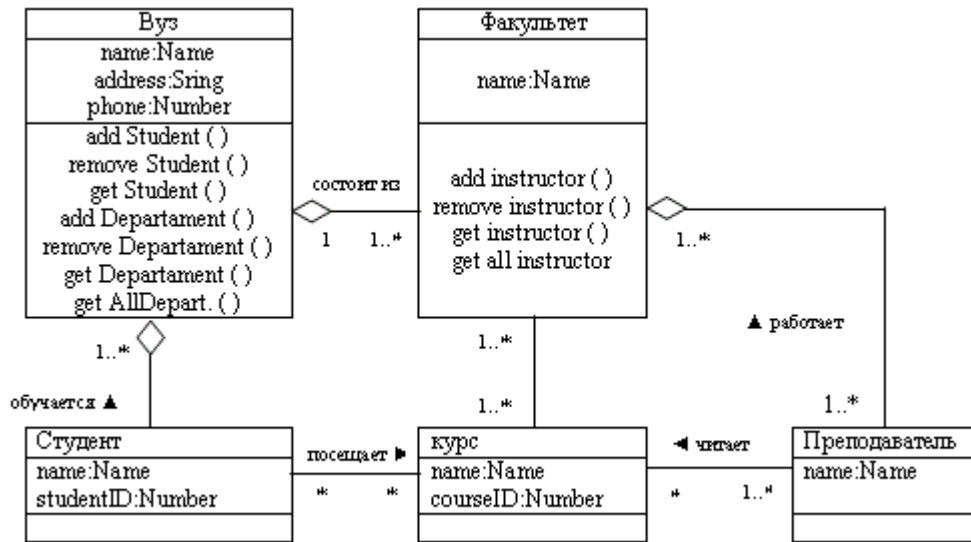 Вуз
name:Name
address:Sring
phone:Number
add Student ( )
remove Student ( )
get Student ( )
add Departament ( )
remove Departament ( )
get Departament ( )
get AllDepart. ( )
состоит из
1
1..*
Факультет
name:Name
add instructor ( )
remove instructor ( )
get instructor ( )
get all instructor
1..*
▲ работает
1..*
1..*
обучается ▲
1..*
1..*
Студент
name:Name
studentID:Number
посещает ►
*
*
курс
name:Name
courseID:Number
◄ читает
*
1..*
Преподаватель
name:Name